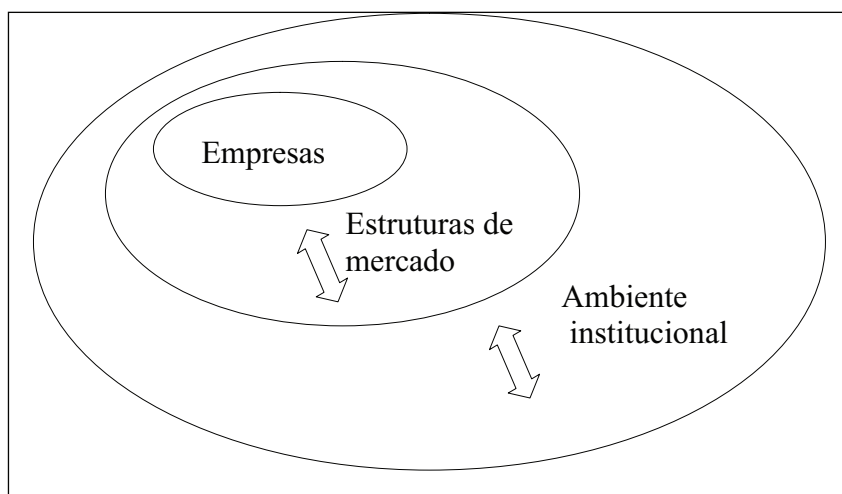 Empresas
Estruturas de
mercado
Ambiente
institucional